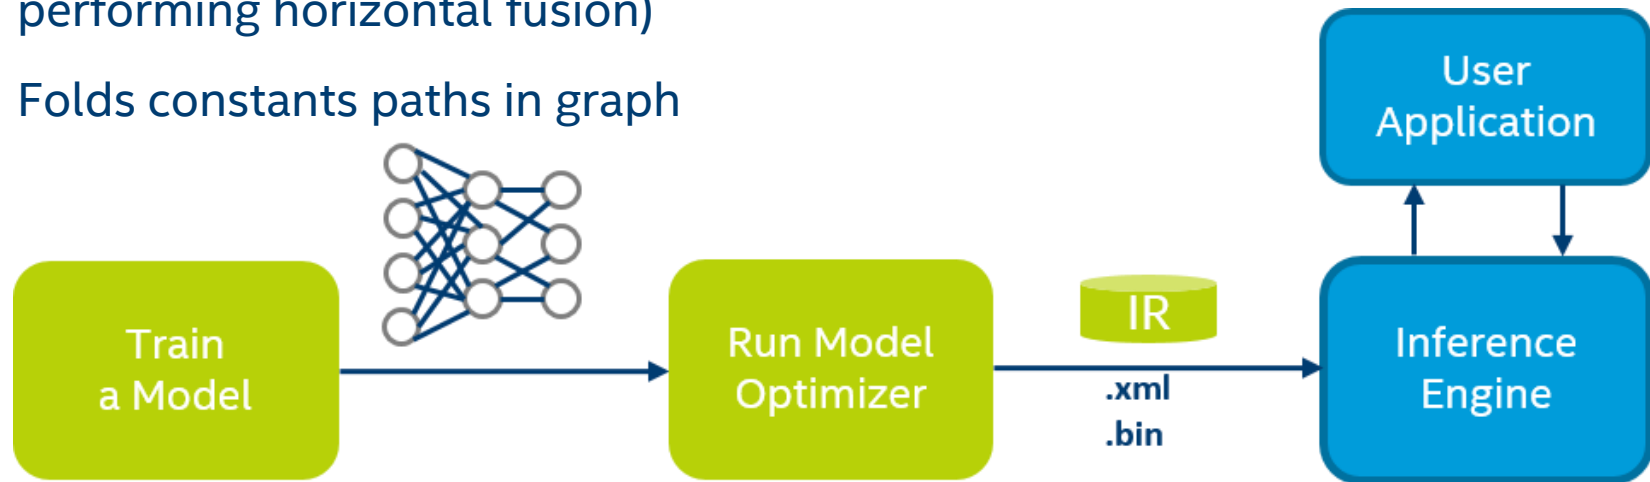 performing horizontal fusion)
Folds constants paths in graph
User
Application
Train
a Model
Run Model
Optimizer
IR
.xml
.bin
Inference
Engine